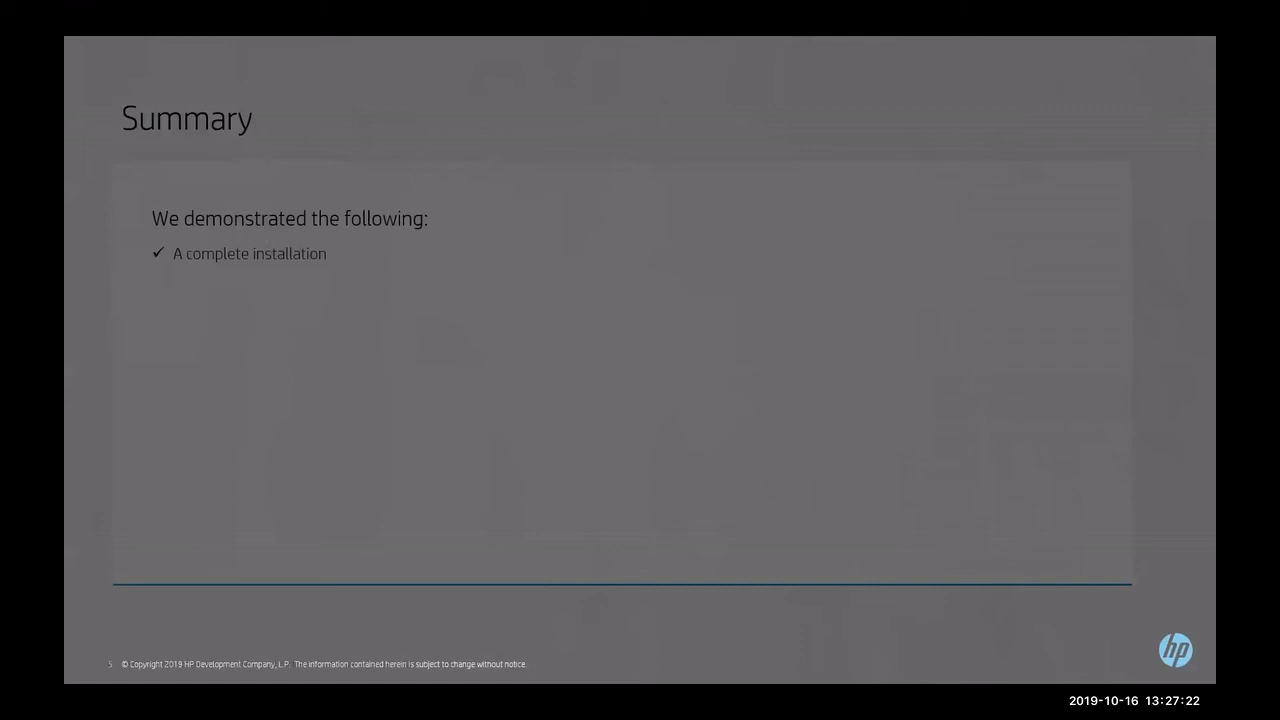 Summary
We demonstrated the following:
✓ A complete installation
5 © Copyright 2019 HP Development Company, L.P. The information contained herein is subject to change without notice.
hp
2019-10-16 13:27:22